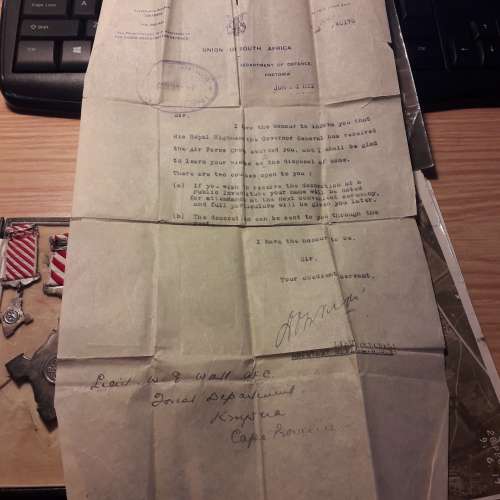 UNION OF SOUTH AFRICA
DEPARTMENT OF DEFENCE,
PRETORIA
JUN
Sir,
I have the honour to inform you that
His Royal Highness the Governor General has received
the Air Force Cross awarded you, and I shall be glad
to learn your views as to the disposal of same.
There are two courses open to you :
(a) If you wish to receive the decoration at a
public Investiture your name will be noted
for attendance at the next convenient ceremony,
and full particulars will be given you later.
(b) The decoration can be sent to you through the
I have the honour to be,
Sir,
Your obedient servant,
Lieut W E Wall AFC
Forest Department
Knysna
Cape Province